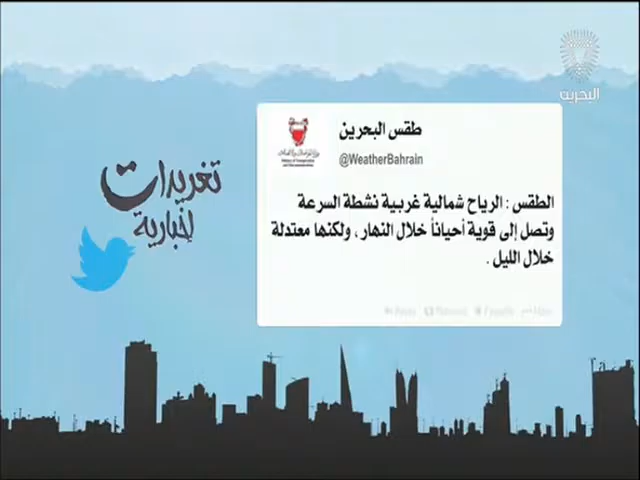 البحرين
طقس البحرين
@WeatherBahrain
تغريدات
إخبارية
الطقس : الرياح شمالية غربية نشطة السرعة
وتصل إلى قوية أحياناً خلال النهار ، ولكنها معتدلة
خلال الليل .